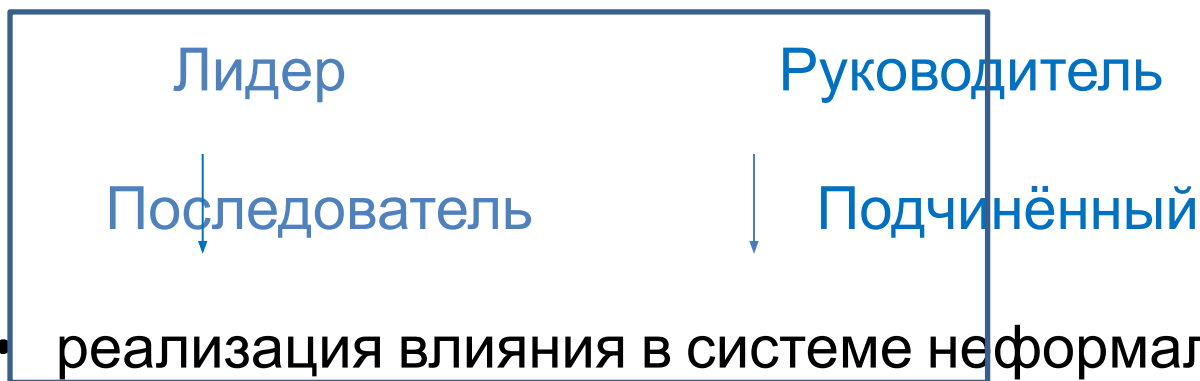 Лидер Руководитель
Последователь Подчинённый
• реализация влияния в системе неформал